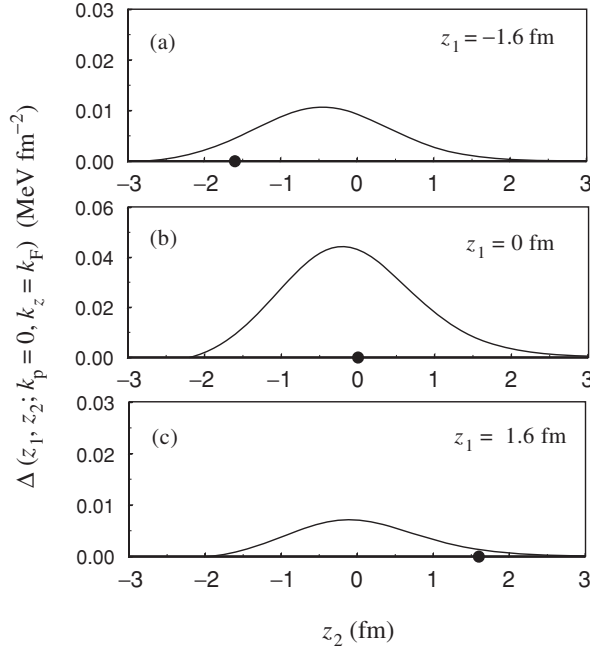 Δ (z₁, z₂; kₚ = 0, k_z = k_F) (MeV fm⁻²)
0.03
(a)
z₁ = −1.6 fm
0.02
0.01
0.00
−3 −2 −1 0 1 2 3
0.06
(b)
z₁ = 0 fm
0.04
0.02
0.00
−3 −2 −1 0 1 2 3
0.03
(c)
z₁ = 1.6 fm
0.02
0.01
0.00
−3 −2 −1 0 1 2 3
z₂ (fm)